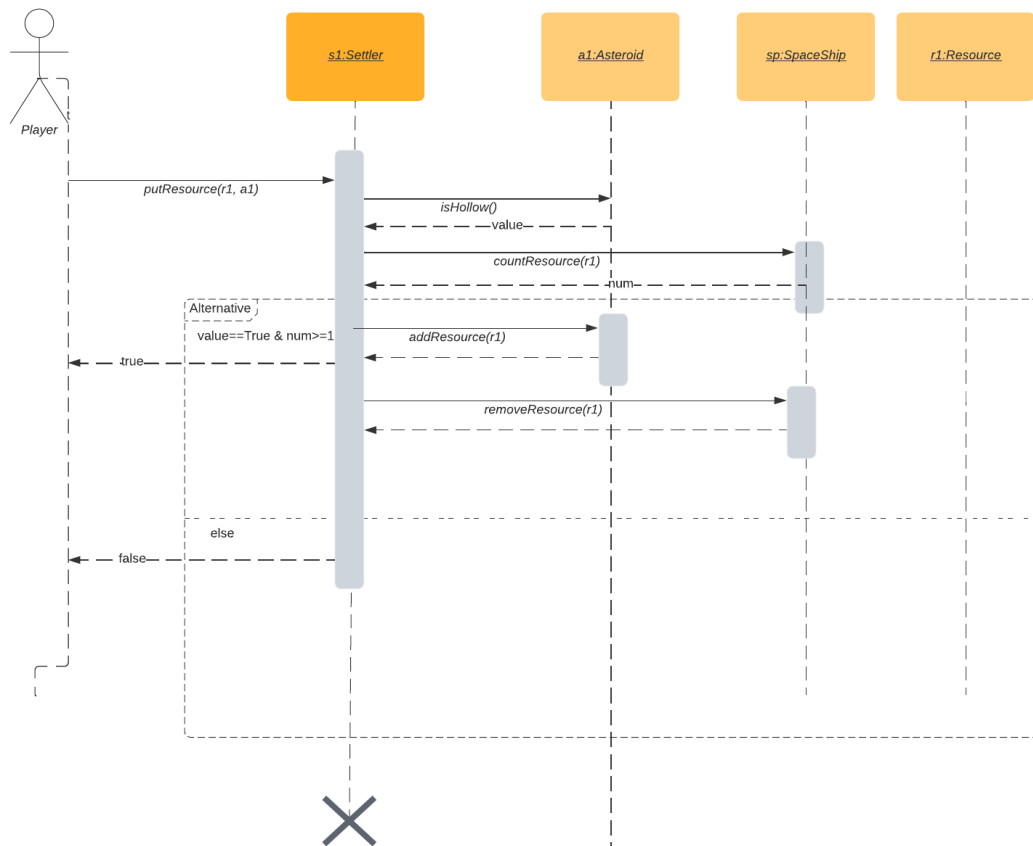 s1:Settler
a1:Asteroid
sp:SpaceShip
r1:Resource
Player
putResource(r1, a1)
isHollow()
value
countResource(r1)
num
Alternative
value==True & num>=1
addResource(r1)
true
removeResource(r1)
else
false